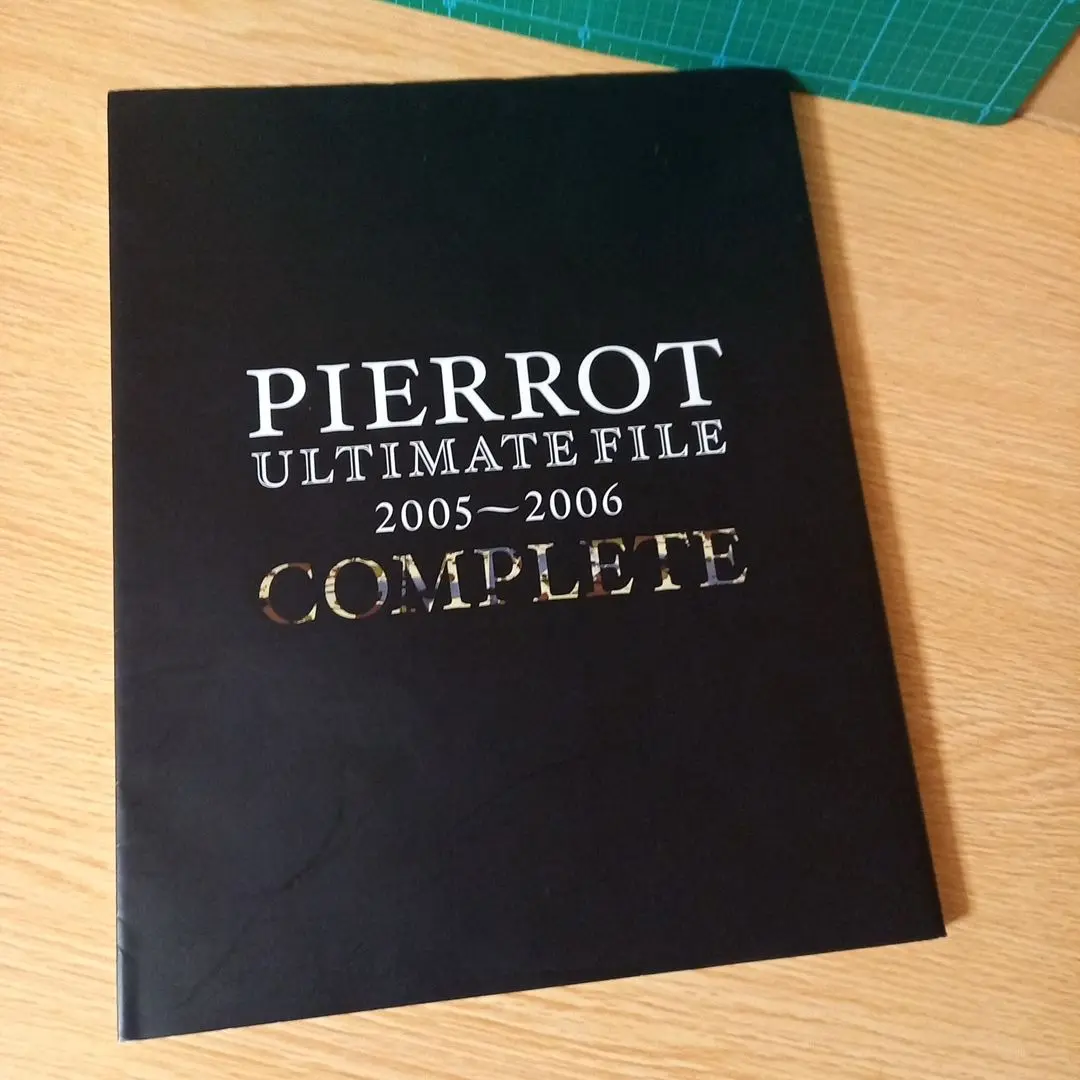 PIERROT
ULTIMATE FILE
2005〜2006
COMPLETE